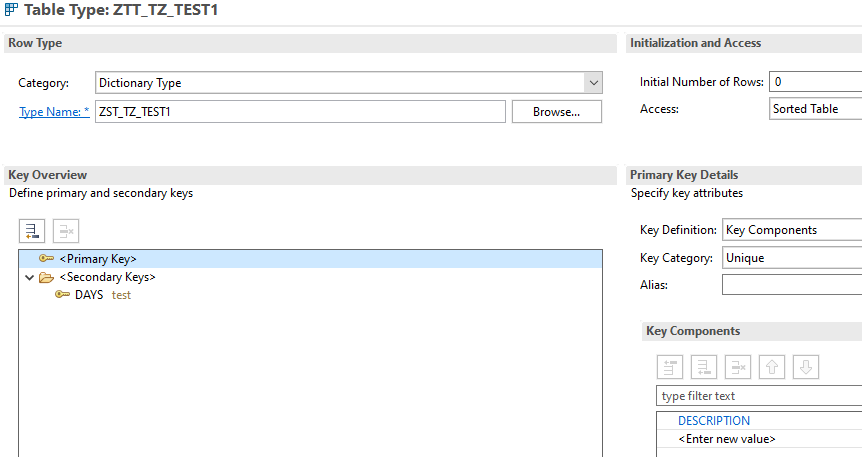 Table Type: ZTT_TZ_TEST1
Row Type
Category: Dictionary Type
Type Name: * ZST_TZ_TEST1 Browse...
Initialization and Access
Initial Number of Rows: 0
Access: Sorted Table
Key Overview
Define primary and secondary keys
<Primary Key>
<Secondary Keys>
DAYS test
Primary Key Details
Specify key attributes
Key Definition: Key Components
Key Category: Unique
Alias:
Key Components
type filter text
DESCRIPTION
<Enter new value>